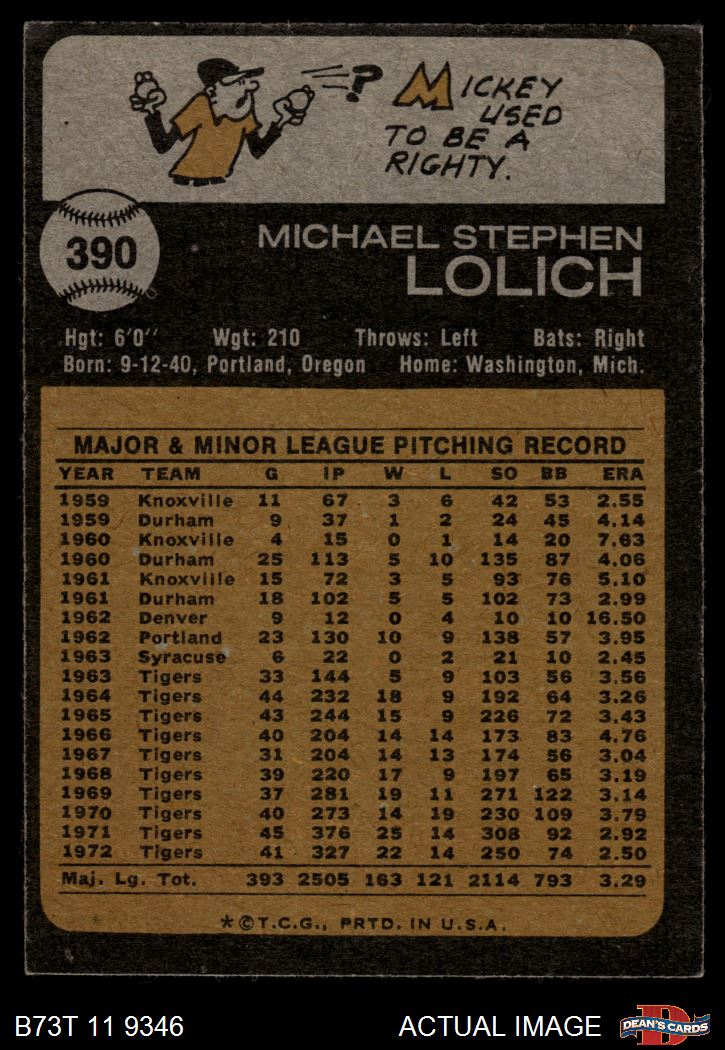 ?
MICKEY
USED
TO BE A
RIGHTY.
390
MICHAEL STEPHEN
LOLICH
Hgt: 6'0" Wgt: 210 Throws: Left Bats: Right
Born: 9-12-40, Portland, Oregon Home: Washington, Mich.
MAJOR & MINOR LEAGUE PITCHING RECORD
YEAR TEAM G IP W L SO BB ERA
1959 Knoxville 11 67 3 6 42 53 2.55
1959 Durham 9 37 1 2 24 45 4.14
1960 Knoxville 4 15 0 1 14 20 7.63
1960 Durham 25 113 5 10 135 87 4.06
1961 Knoxville 15 72 3 5 93 76 5.10
1961 Durham 18 102 5 5 102 73 2.99
1962 Denver 9 12 0 4 10 10 16.50
1962 Portland 23 130 10 9 138 57 3.95
1963 Syracuse 6 22 0 2 21 10 2.45
1963 Tigers 33 144 5 9 103 56 3.56
1964 Tigers 44 232 18 9 192 64 3.26
1965 Tigers 43 244 15 9 226 72 3.43
1966 Tigers 40 204 14 14 173 83 4.76
1967 Tigers 31 204 14 13 174 56 3.04
1968 Tigers 39 220 17 9 197 65 3.19
1969 Tigers 37 281 19 11 271 122 3.14
1970 Tigers 40 273 14 19 230 109 3.79
1971 Tigers 45 376 25 14 308 92 2.92
1972 Tigers 41 327 22 14 250 74 2.50
Maj. Lg. Tot. 393 2505 163 121 2114 793 3.29
*©T.C.G., PRTD. IN U.S.A.
B73T 11 9346 ACTUAL IMAGE D DEAN'S CARDS